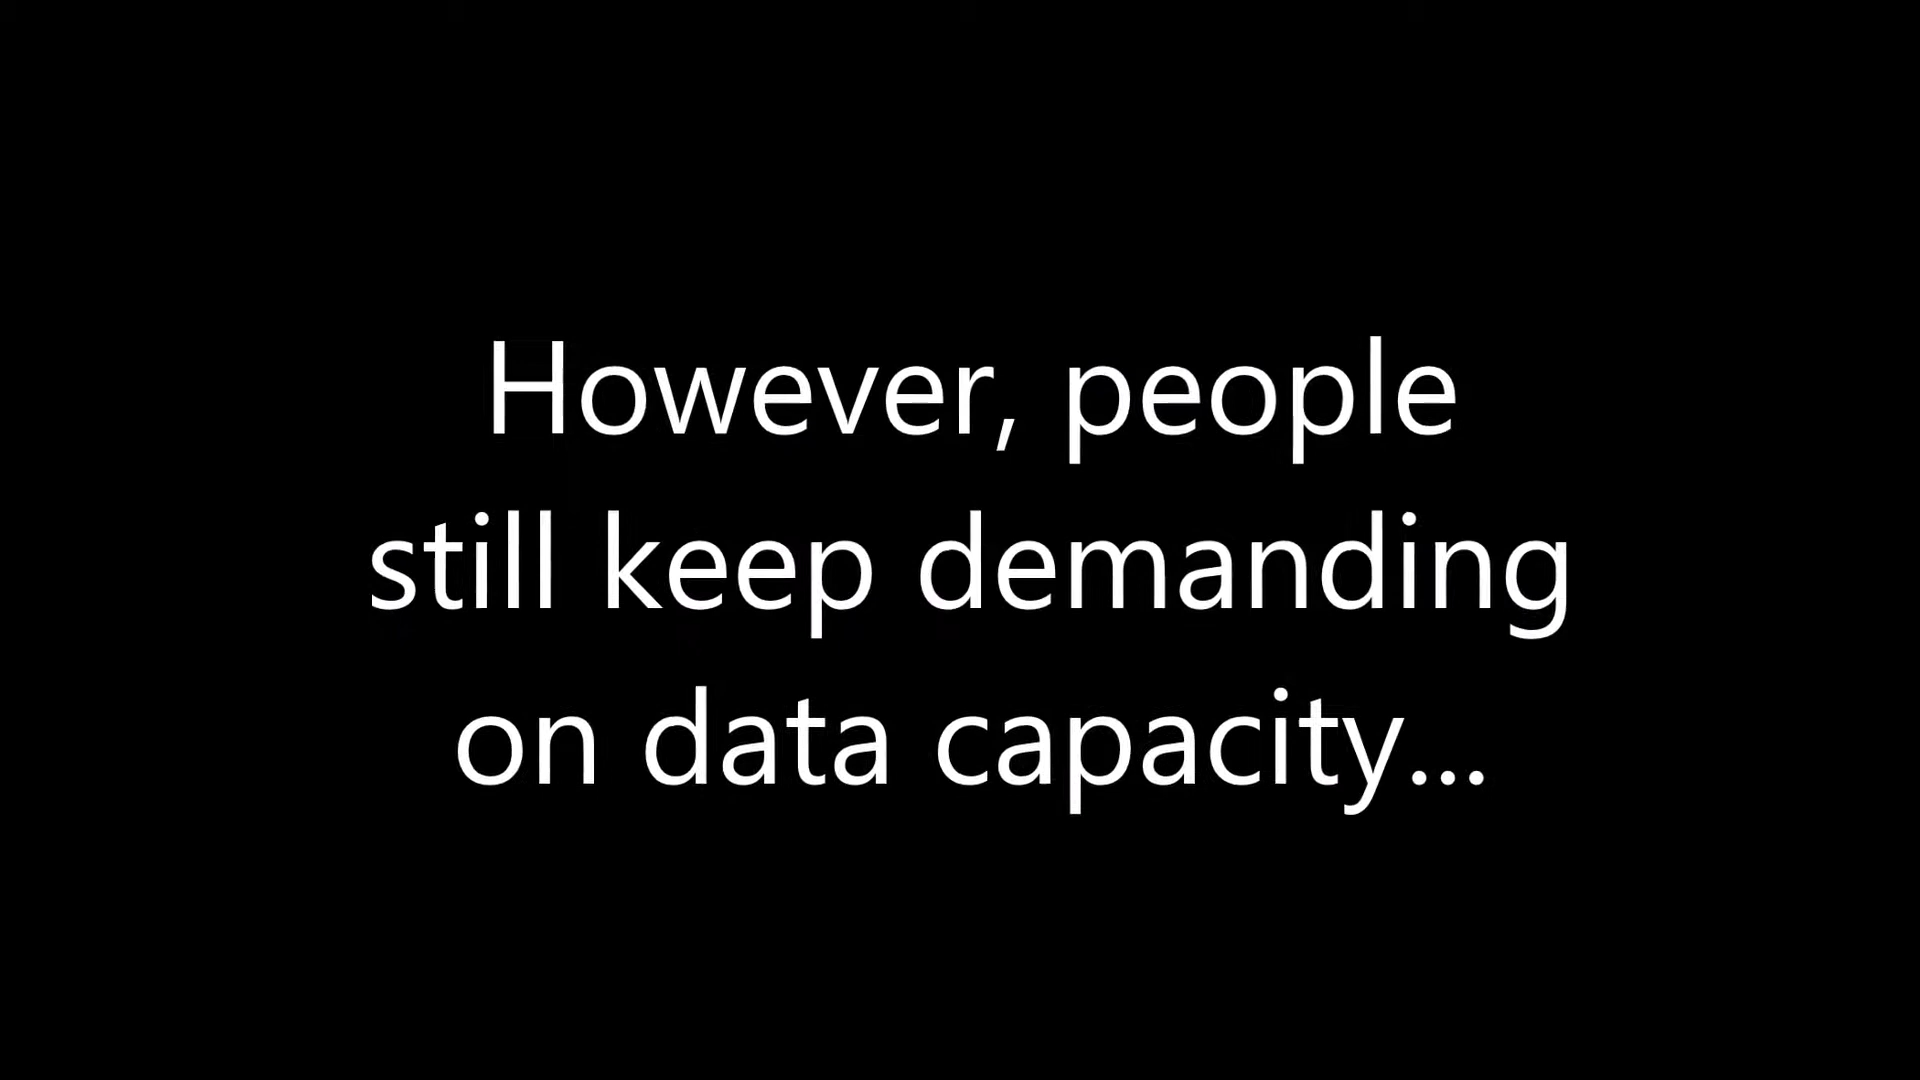 However, people
still keep demanding
on data capacity...